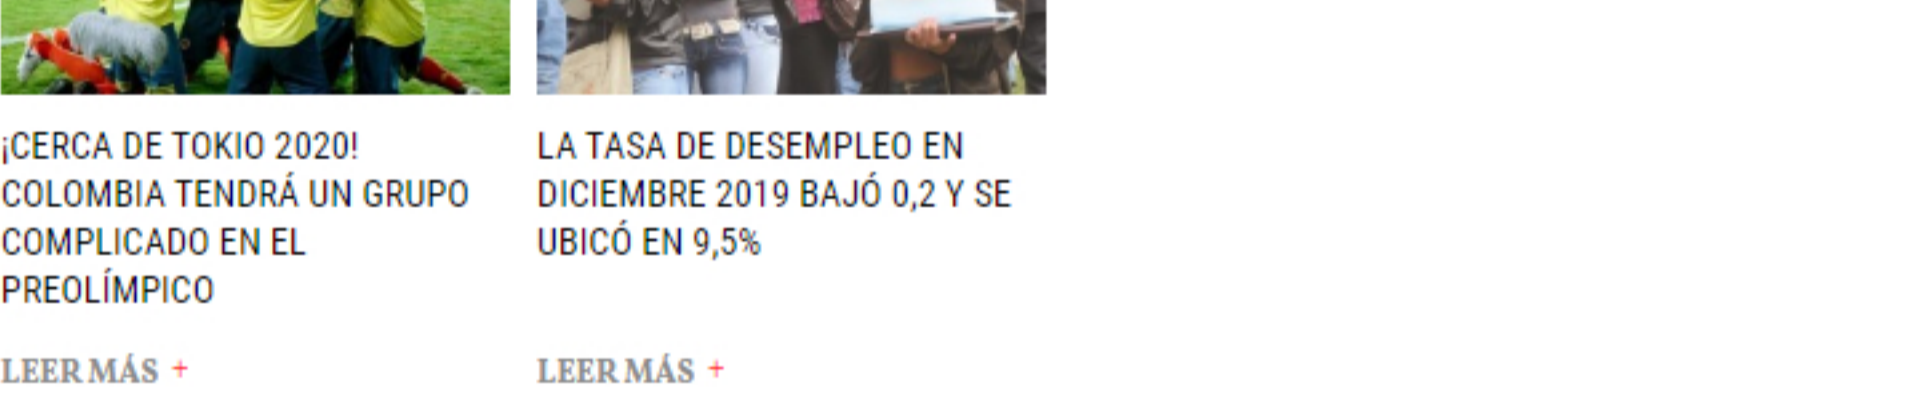 ¡CERCA DE TOKIO 2020!
COLOMBIA TENDRÁ UN GRUPO
COMPLICADO EN EL
PREOLÍMPICO
LEER MÁS +
LA TASA DE DESEMPLEO EN
DICIEMBRE 2019 BAJÓ 0,2 Y SE
UBICÓ EN 9,5%
LEER MÁS +